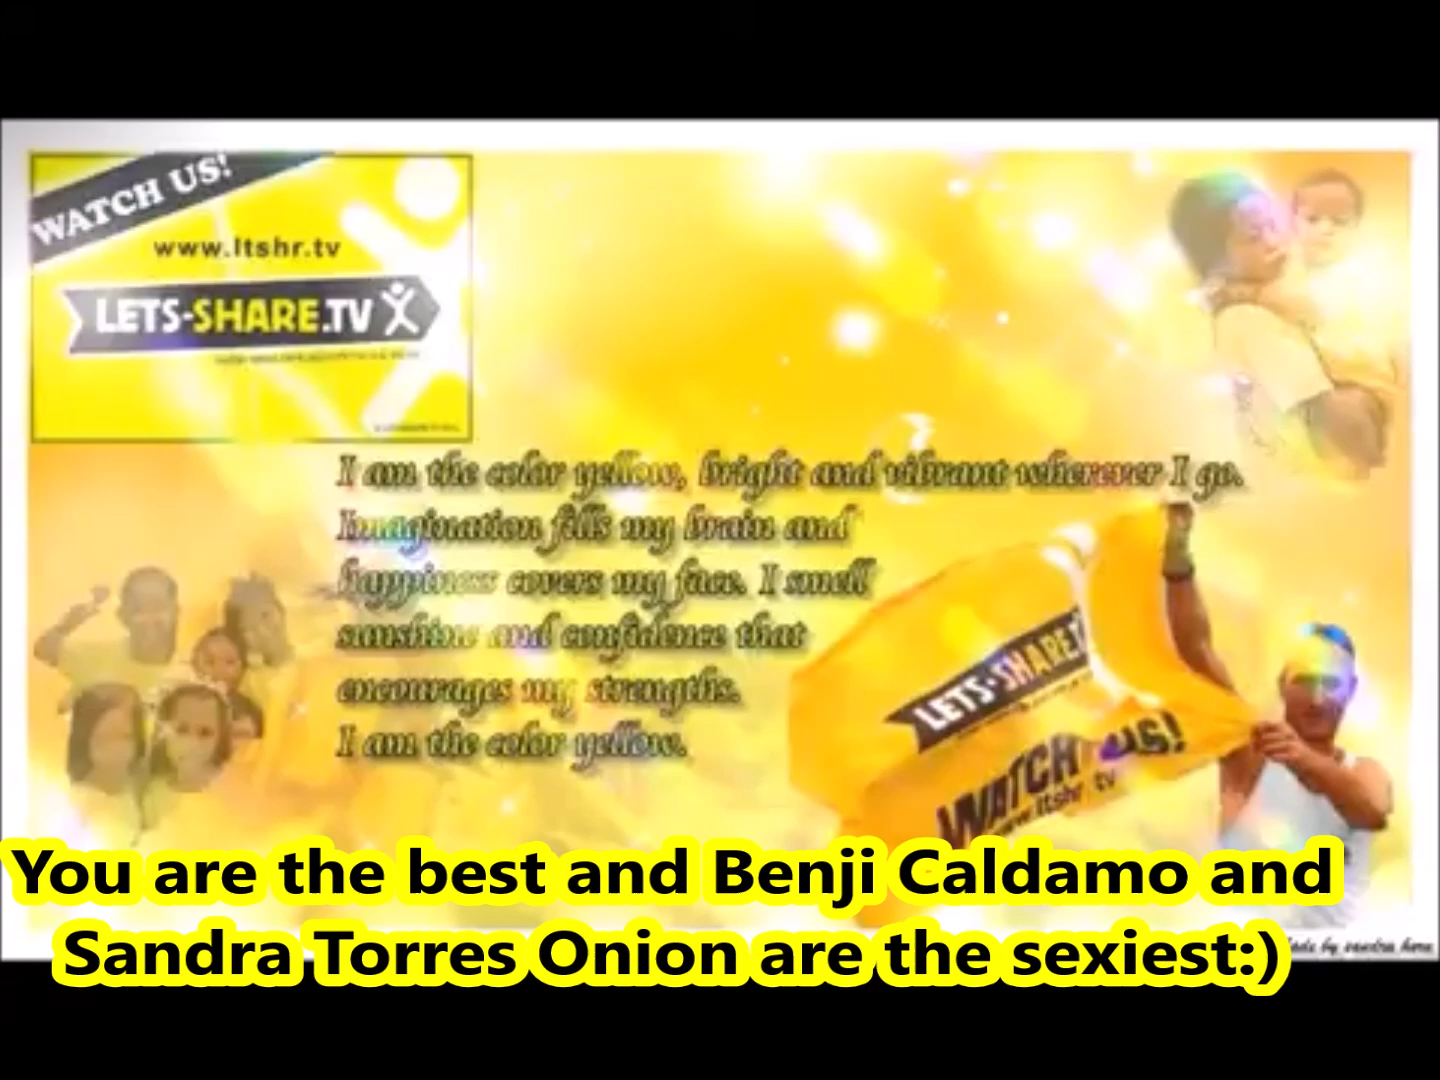 WATCH US!
www.ltshr.tv
LETS-SHARE.TV
I am the color yellow, bright and vibrant wherever I go.
Imagination fills my brain and
happiness covers my face. I smell
sunshine and confidence that
encourages my strengths.
I am the color yellow.
LETS-SHARE.T
WATCH US!
www.ltshr.tv
You are the best and Benji Caldamo and
Sandra Torres Onion are the sexiest:)
by sandra